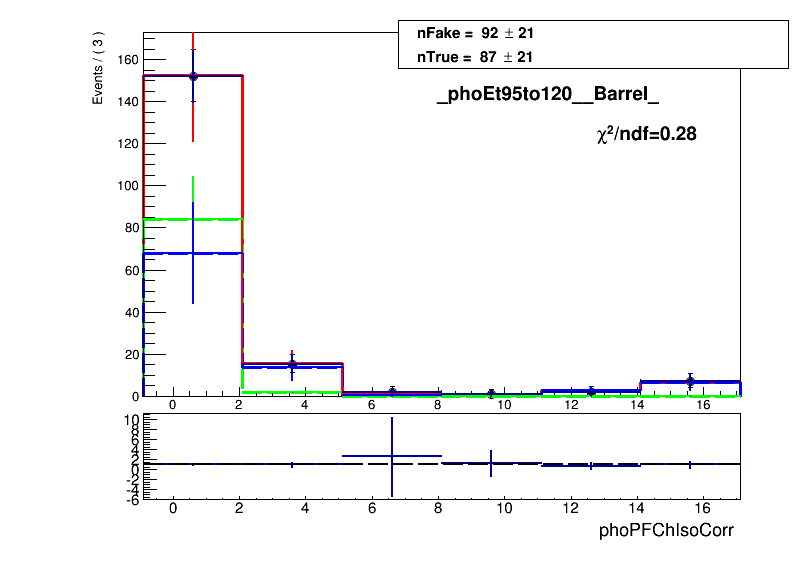 nFake = 92 ± 21
nTrue = 87 ± 21
Events / ( 3 )
_phoEt95to120__Barrel_
χ²/ndf=0.28
160
140
120
100
80
60
40
20
0
0 2 4 6 8 10 12 14 16
10
8
6
4
2
0
-2
-4
-6
0 2 4 6 8 10 12 14 16
phoPFChIsoCorr